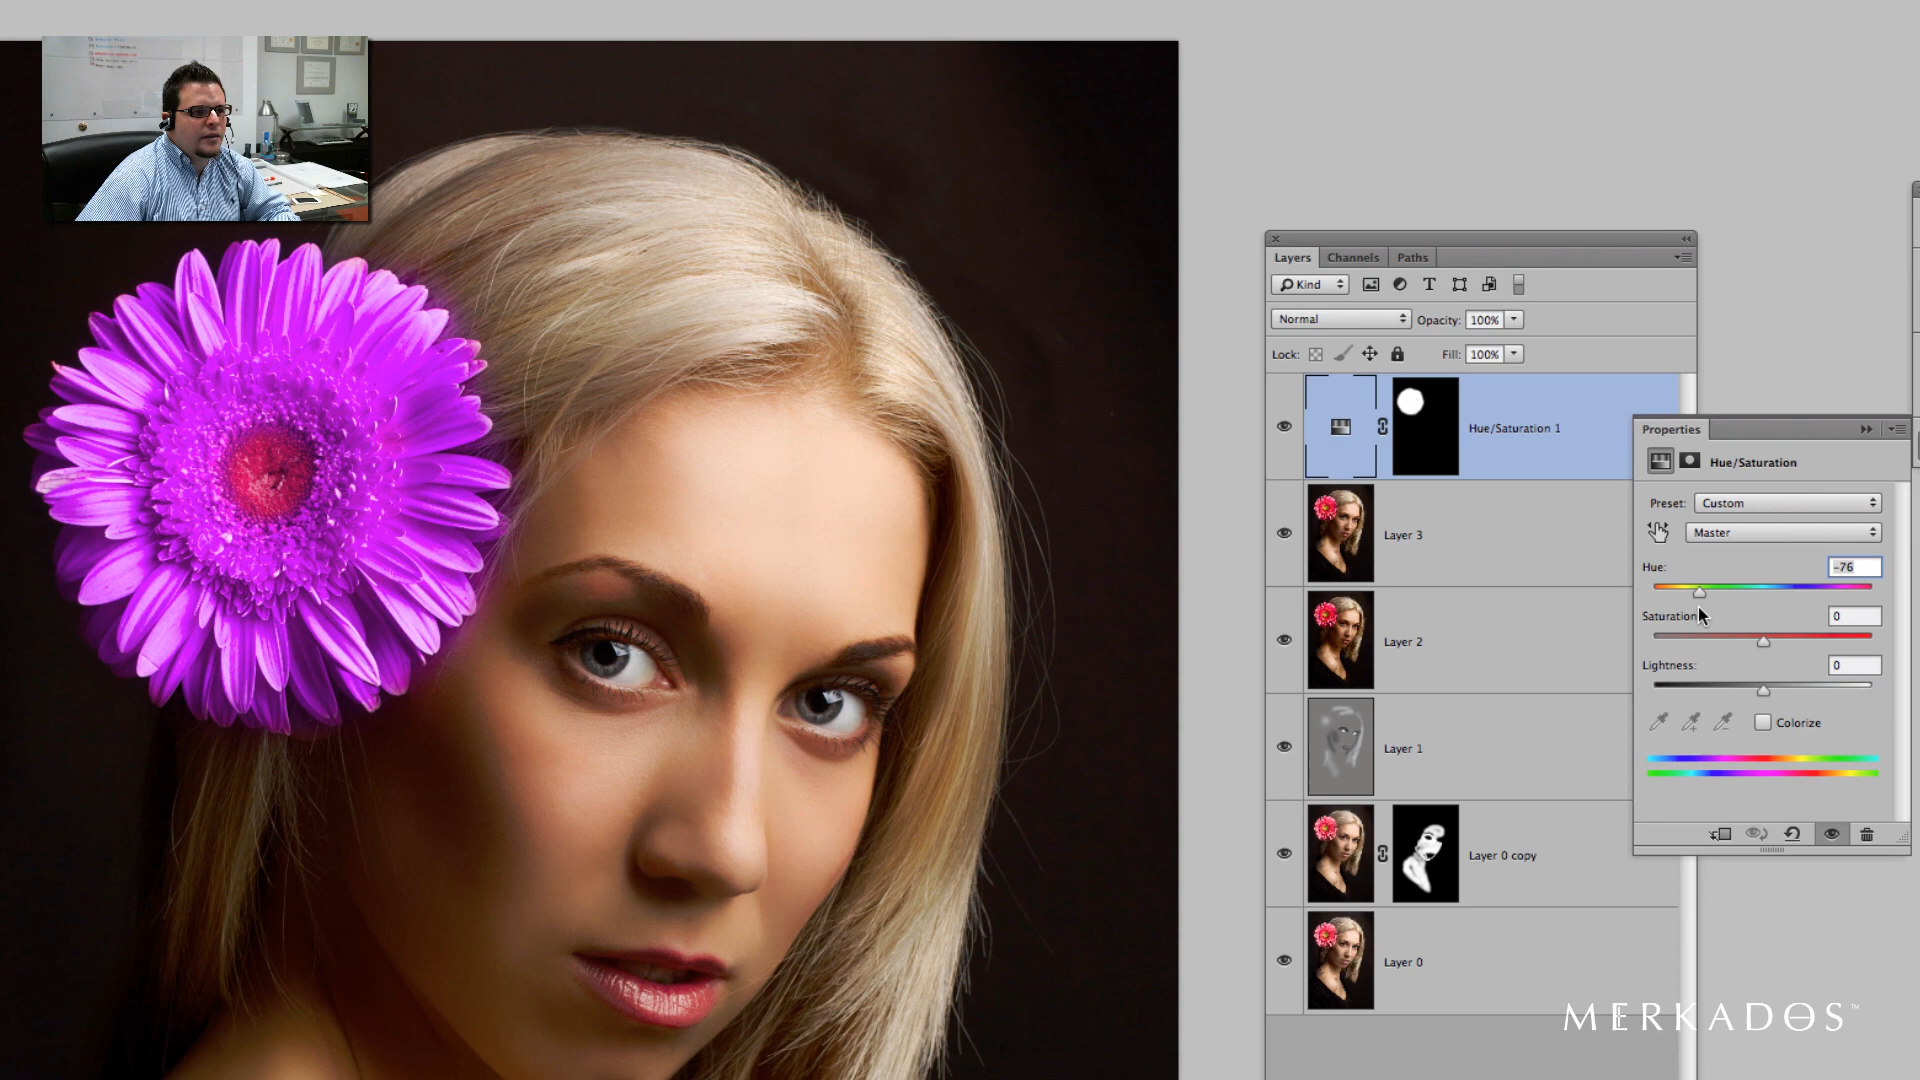 Layers Channels Paths
Kind
Normal Opacity: 100%
Lock: Fill: 100%
Hue/Saturation 1
Layer 3
Layer 2
Layer 1
Layer 0 copy
Layer 0
Properties
Hue/Saturation
Preset: Custom
Master
Hue: -76
Saturation: 0
Lightness: 0
Colorize
MERKADOS™